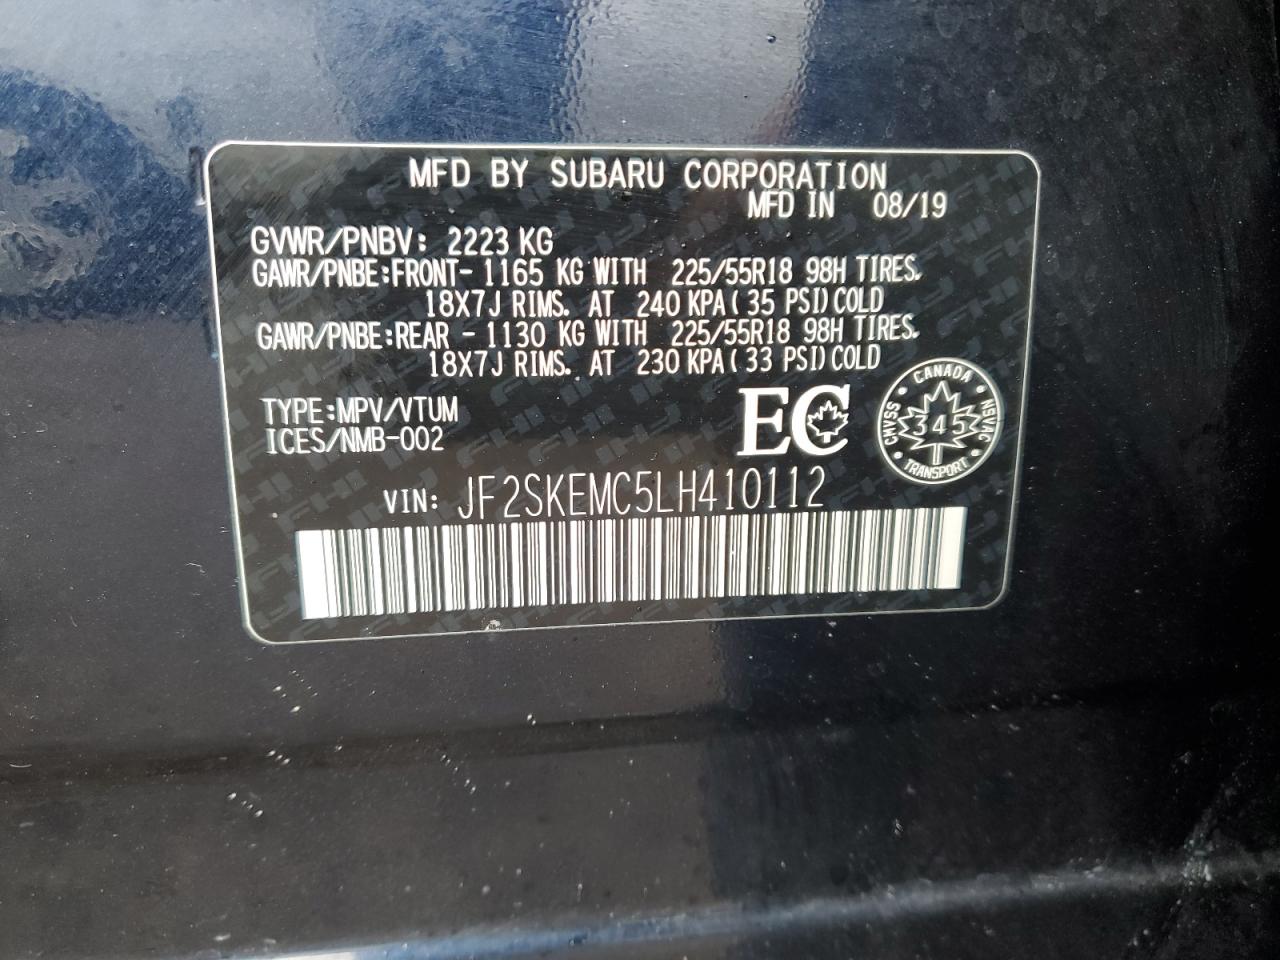 MFD BY SUBARU CORPORATION
MFD IN 08/19
GVWR/PNBV: 2223 KG
GAWR/PNBE:FRONT- 1165 KG WITH 225/55R18 98H TIRES.
18X7J RIMS. AT 240 KPA(35 PSI)COLD
GAWR/PNBE:REAR - 1130 KG WITH 225/55R18 98H TIRES.
18X7J RIMS. AT 230 KPA(33 PSI)COLD
TYPE:MPV/VTUM
ICES/NMB-002
EC
CANADA
CMVSS 345 NSVAC
TRANSPORT
VIN: JF2SKEMC5LH410112